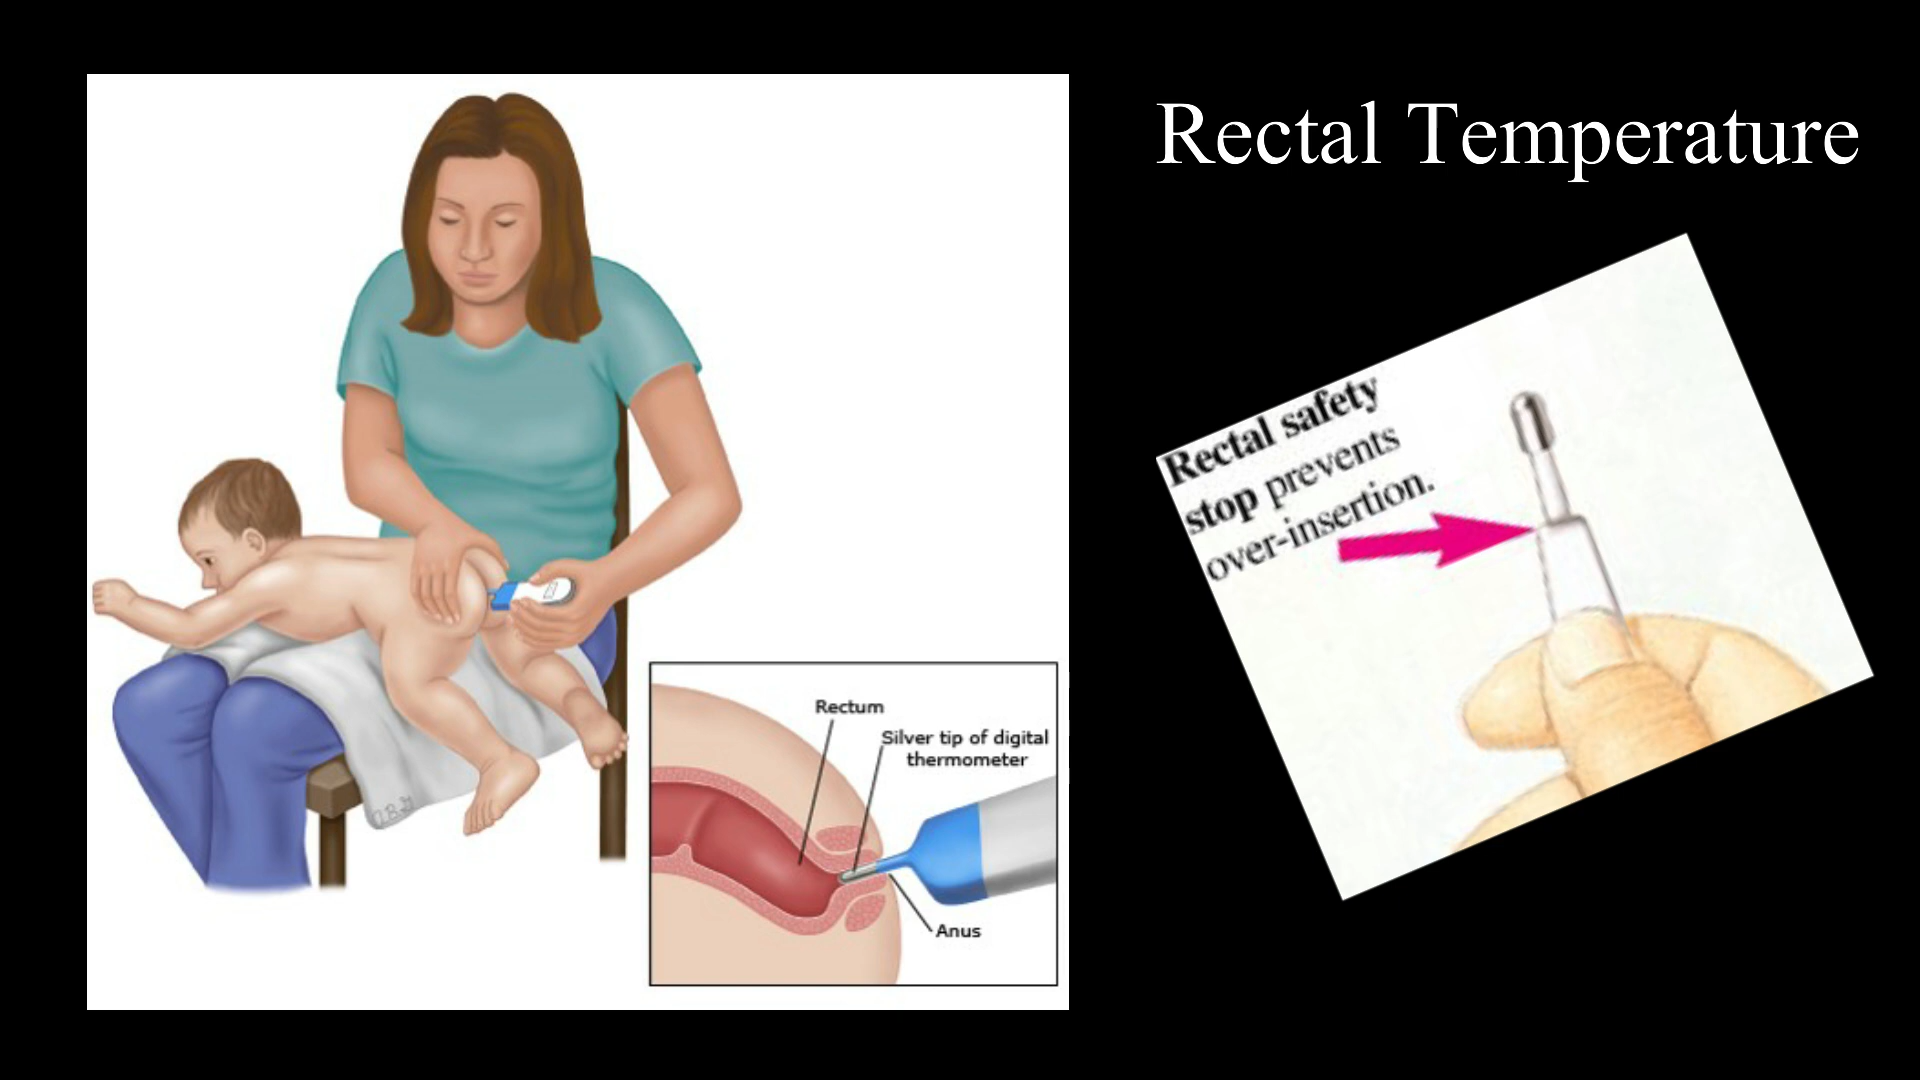 Rectal Temperature
Rectal safety
stop prevents
over-insertion.
Rectum
Silver tip of digital
thermometer
Anus